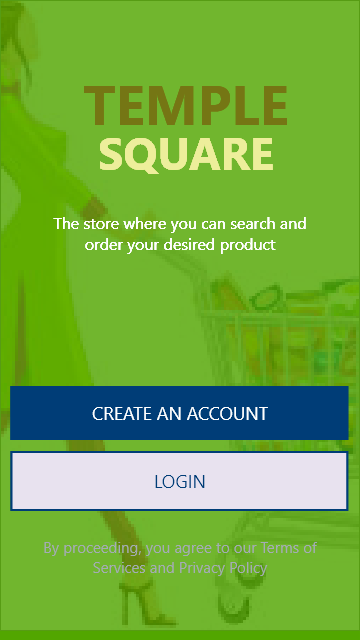 TEMPLE
SQUARE
The store where you can search and
order your desired product
CREATE AN ACCOUNT
LOGIN
By proceeding, you agree to our Terms of
Services and Privacy Policy